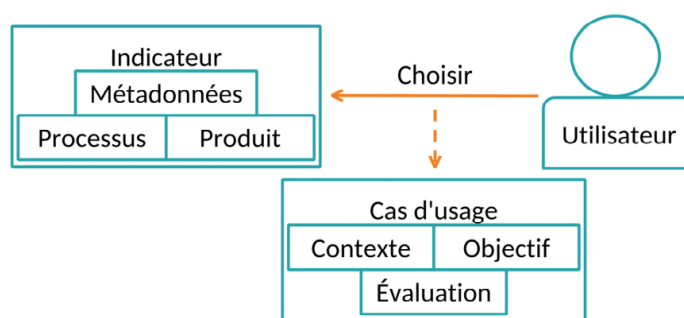 Indicateur
Métadonnées
Processus
Produit
Choisir
Utilisateur
Cas d'usage
Contexte
Objectif
Évaluation